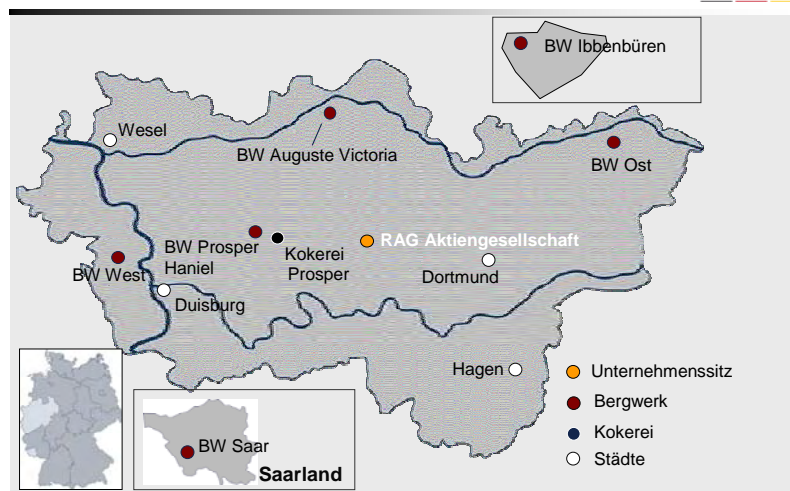 BW Ibbenbüren
Wesel
BW Auguste Victoria
BW Ost
BW Prosper
Haniel
Kokerei
Prosper
RAG Aktiengesellschaft
BW West
Dortmund
Duisburg
Hagen
Unternehmenssitz
Bergwerk
Kokerei
Städte
BW Saar
Saarland